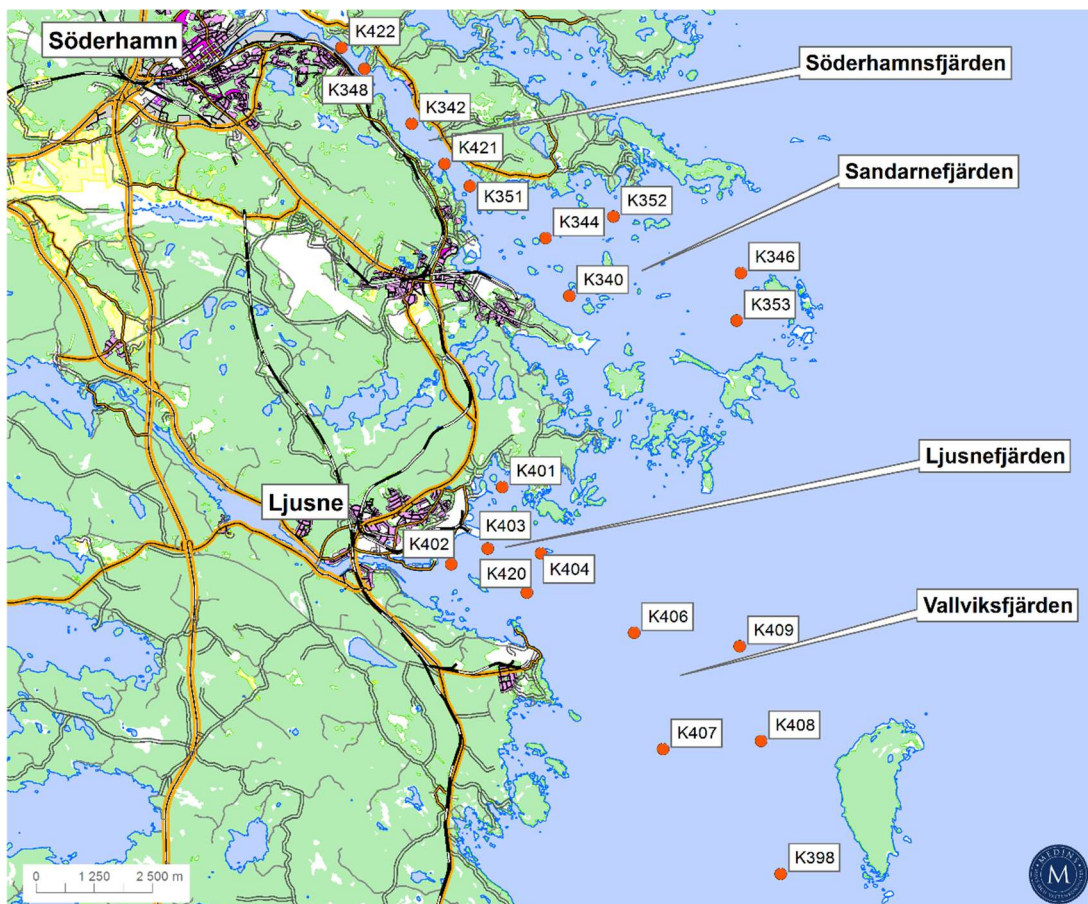 Söderhamn
K422
Söderhamnsfjärden
K348
K342
K421
Sandarnefjärden
K351
K352
K344
K346
K340
K353
Ljusnefjärden
K401
Ljusne
K403
K402
K404
K420
Vallviksfjärden
K406
K409
K407
K408
K398
0 1 250 2 500 m
MEDINS
M